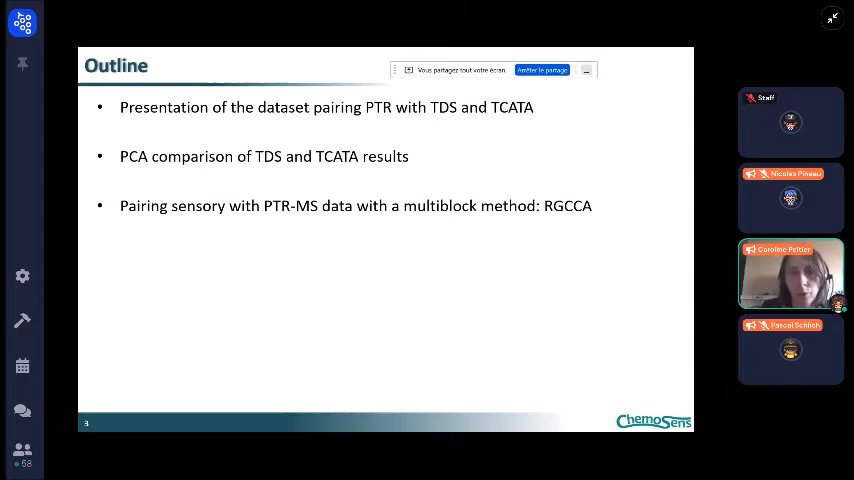 Outline
Vous partagez tout votre écran.
Arrêter le partage
• Presentation of the dataset pairing PTR with TDS and TCATA
• PCA comparison of TDS and TCATA results
• Pairing sensory with PTR-MS data with a multiblock method: RGCCA
3
ChemoSens
Staff
Nicolas Pineau
Caroline Peltier
Pascal Schlich
58